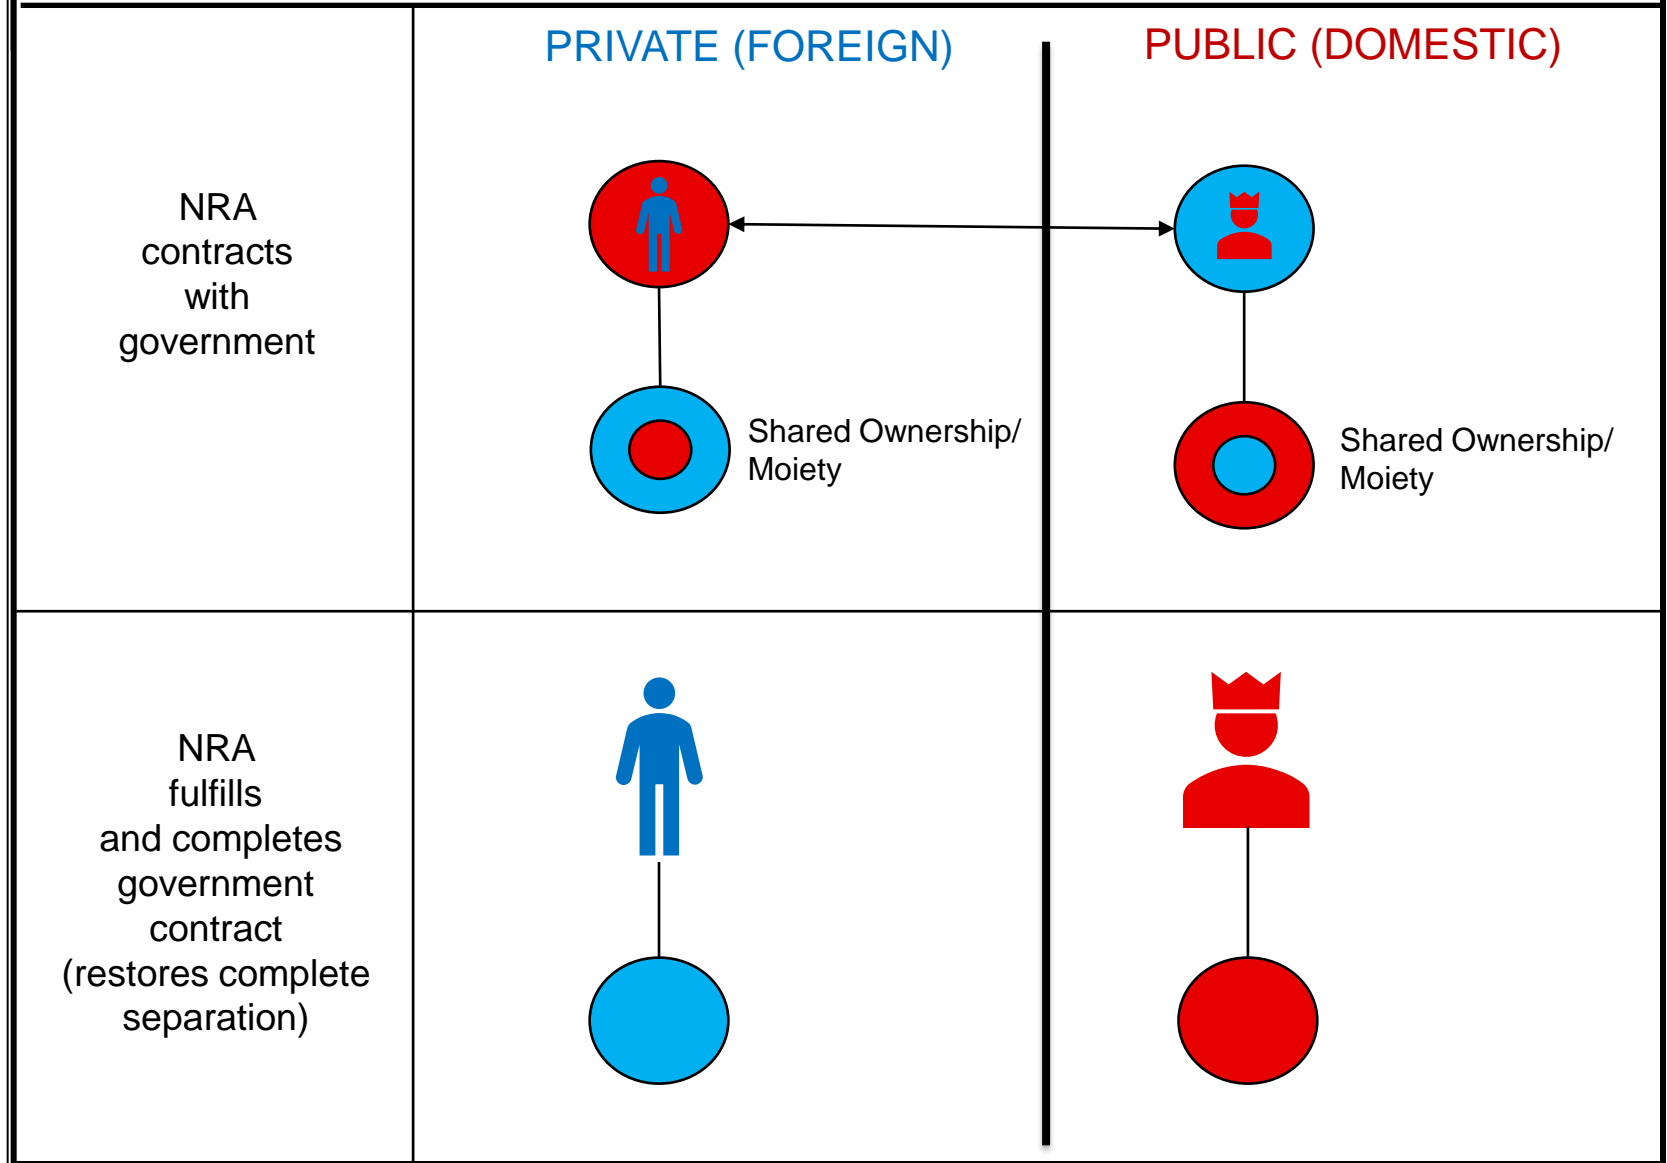 PRIVATE (FOREIGN)
PUBLIC (DOMESTIC)
NRA
contracts
with
government
Shared Ownership/
Moiety
Shared Ownership/
Moiety
NRA
fulfills
and completes
government
contract
(restores complete
separation)